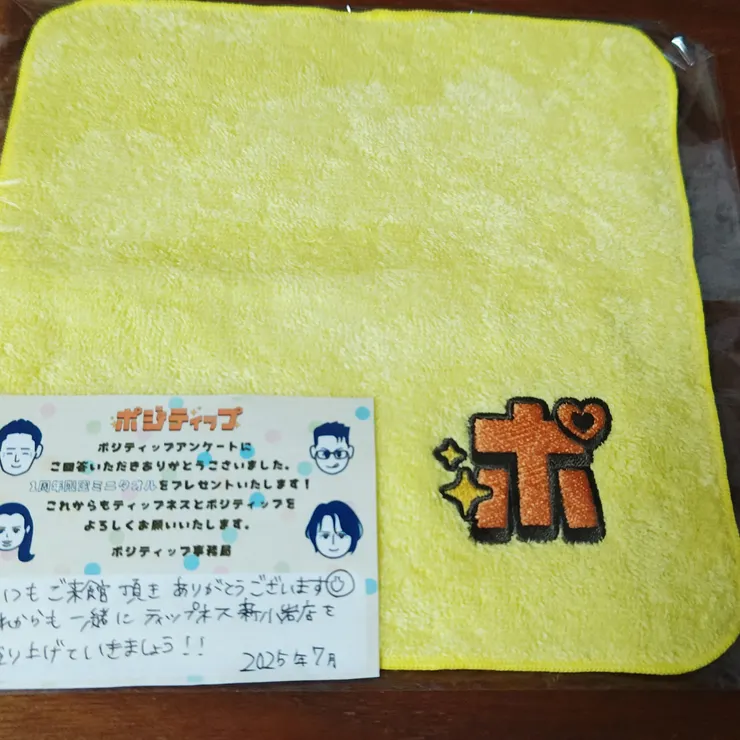 ポジティップ
ポジティップアンケートに
ご回答いただきありがとうございました。
1周年限定ミニタオルをプレゼントいたします！
これからもティップネスとポジティップを
よろしくお願いいたします。
ポジティップ事務局
いつもご来館頂きありがとうございます
れからも一緒にティップネス新小岩店を
り上げていきましょう!!
2025年7月
ポ